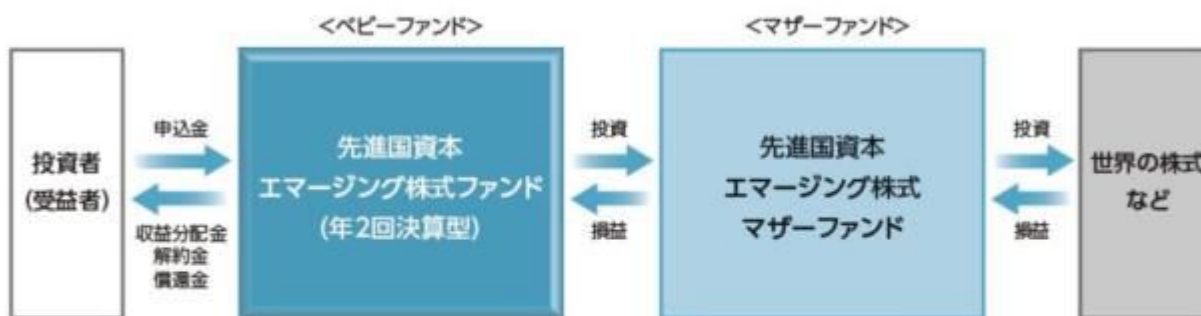 <ベビーファンド>
<マザーファンド>
投資者
(受益者)
申込金
収益分配金
解約金
償還金
先進国資本
エマージング株式ファンド
(年2回決算型)
投資
損益
先進国資本
エマージング株式
マザーファンド
投資
損益
世界の株式
など